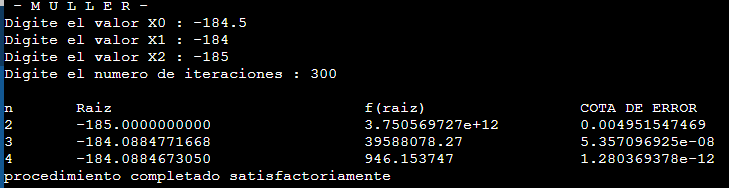 - M U L L E R -
Digite el valor X0 : -184.5
Digite el valor X1 : -184
Digite el valor X2 : -185
Digite el numero de iteraciones : 300
n Raiz f(raiz) COTA DE ERROR
2 -185.0000000000 3.750569727e+12 0.004951547469
3 -184.0884771668 39588078.27 5.357096925e-08
4 -184.0884673050 946.153747 1.280369378e-12
procedimiento completado satisfactoriamente